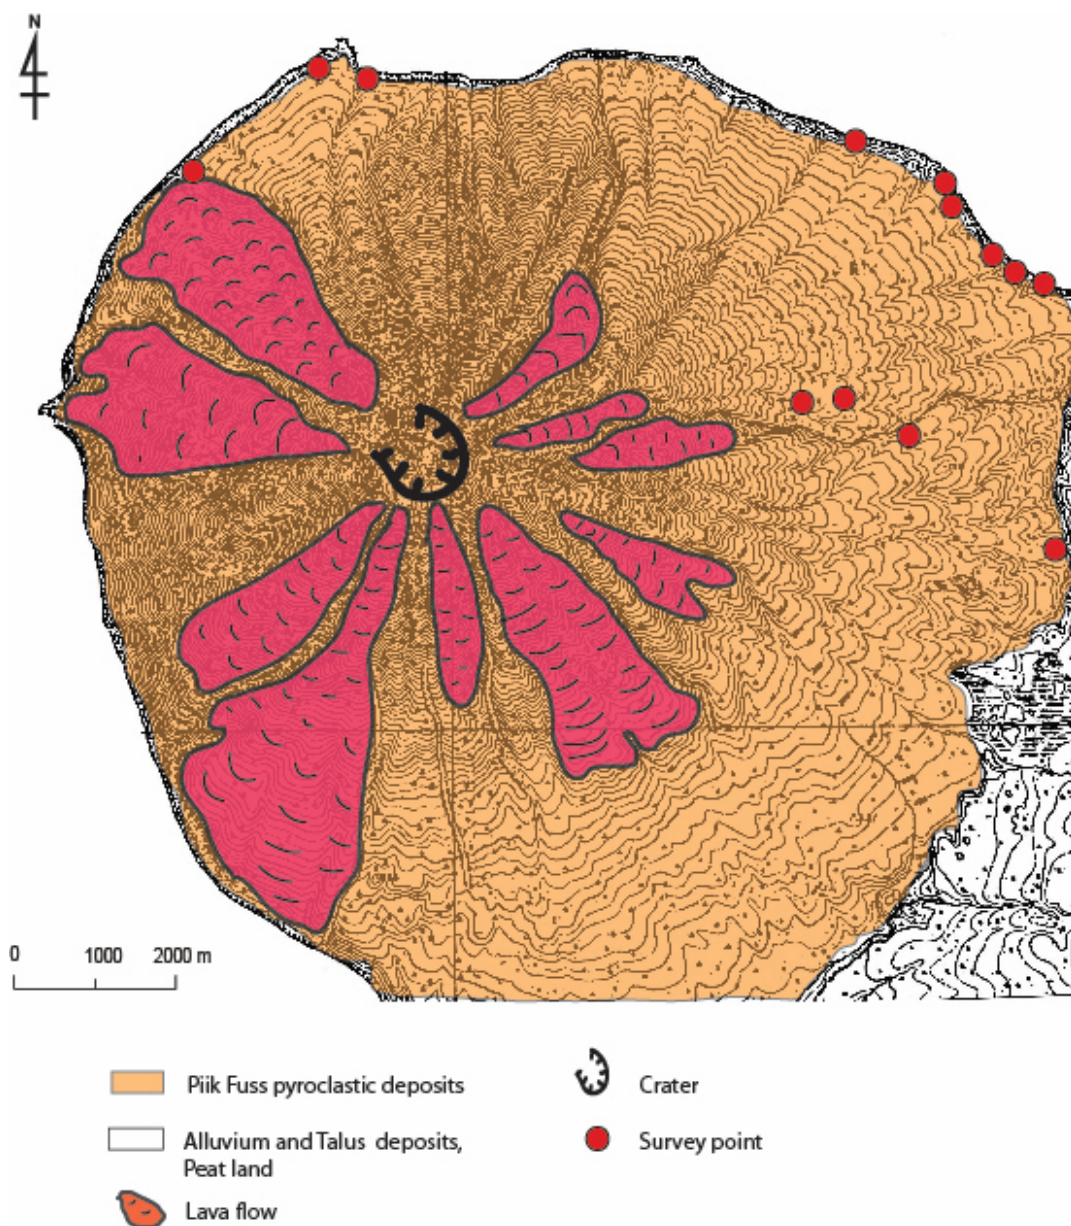 N
0 1000 2000 m
Piik Fuss pyroclastic deposits
Crater
Alluvium and Talus deposits,
Peat land
Survey point
Lava flow